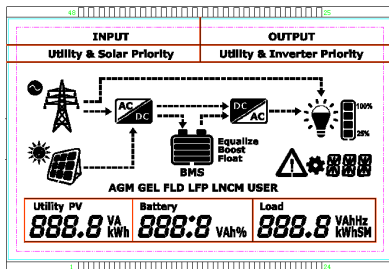 48 25
INPUT OUTPUT
Utility & Solar Priority Utility & Inverter Priority
AC DC DC AC 100%
25%
Equalize
Boost
Float
BMS
AGM GEL FLD LFP LNCM USER
Utility PV Battery Load
888.8 VA kWh 888.8 VAh% 888.8 VAhHz kWhSM
1 24